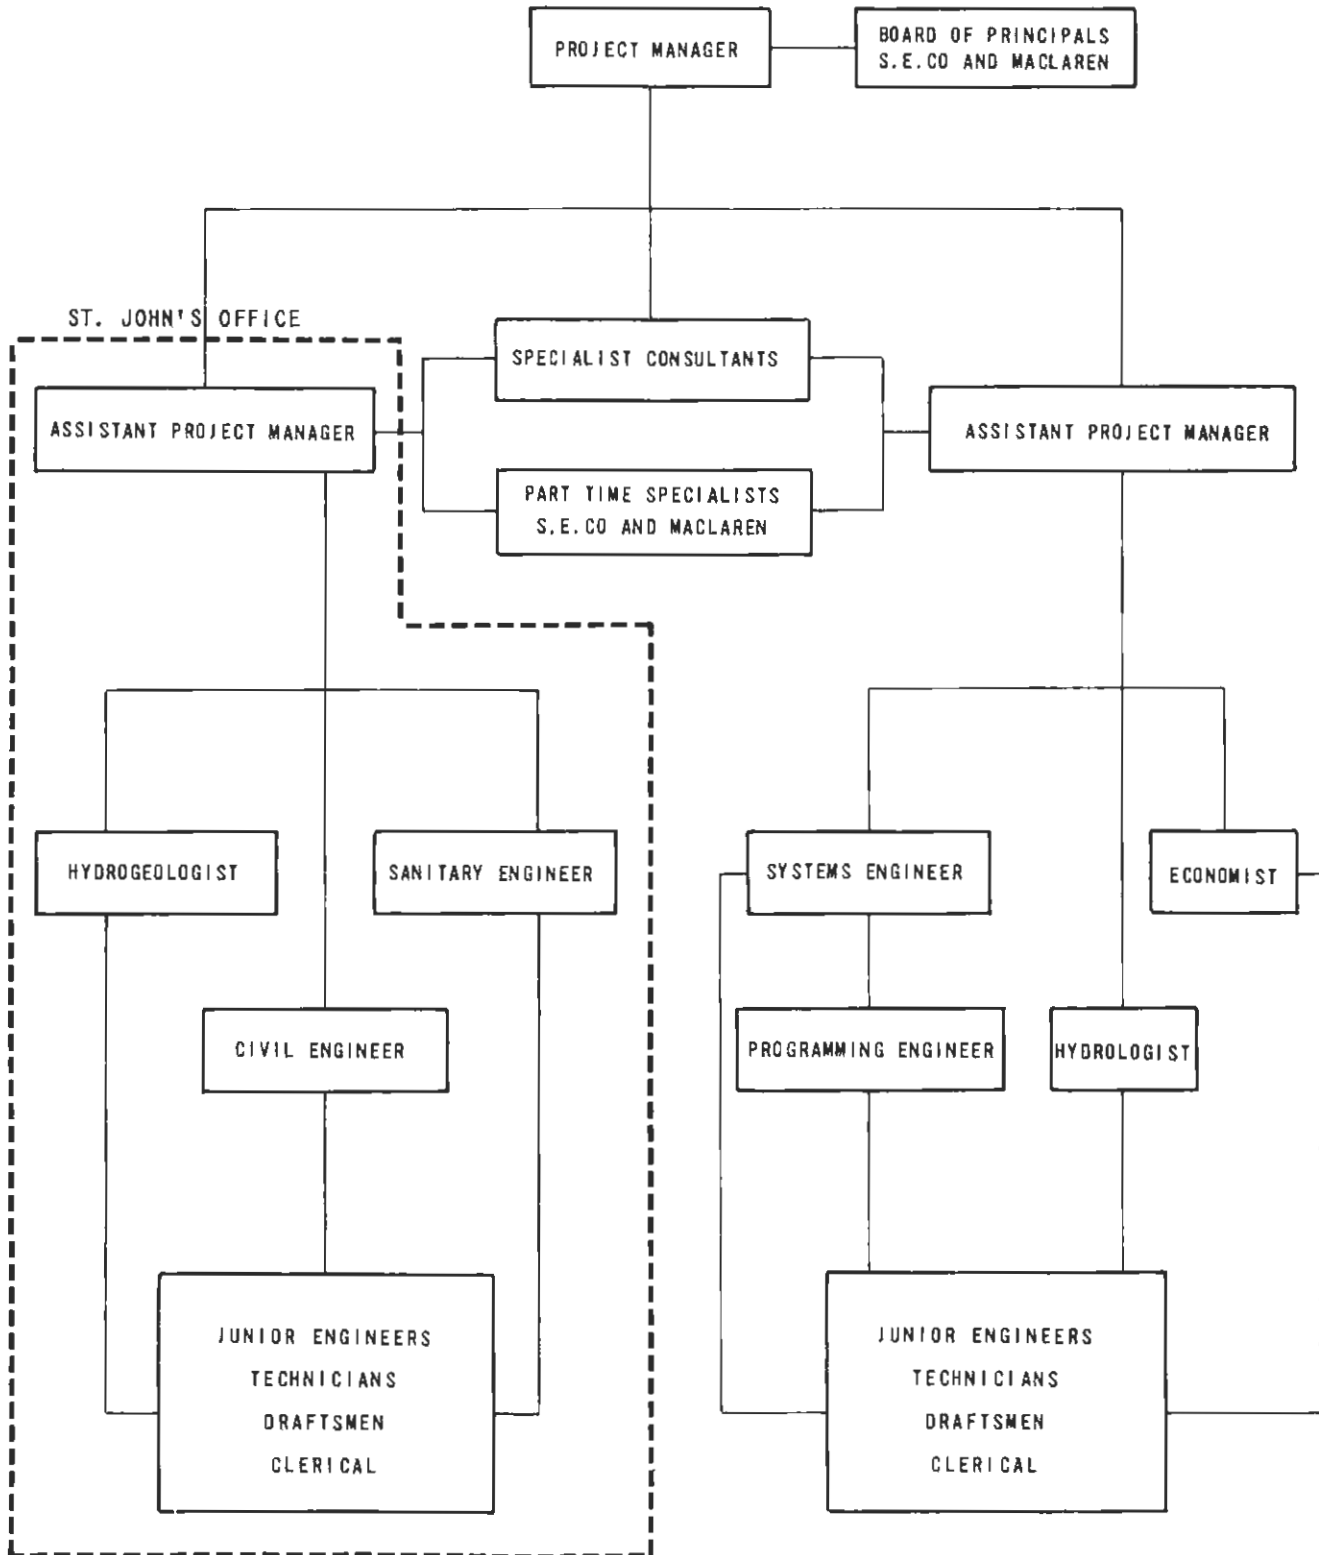 PROJECT MANAGER
BOARD OF PRINCIPALS
S.E.CO AND MACLAREN
ST. JOHN'S OFFICE
SPECIALIST CONSULTANTS
ASSISTANT PROJECT MANAGER
ASSISTANT PROJECT MANAGER
PART TIME SPECIALISTS
S.E.CO AND MACLAREN
HYDROGEOLOGIST
SANITARY ENGINEER
SYSTEMS ENGINEER
ECONOMIST
CIVIL ENGINEER
PROGRAMMING ENGINEER
HYDROLOGIST
JUNIOR ENGINEERS
TECHNICIANS
DRAFTSMEN
CLERICAL
JUNIOR ENGINEERS
TECHNICIANS
DRAFTSMEN
CLERICAL